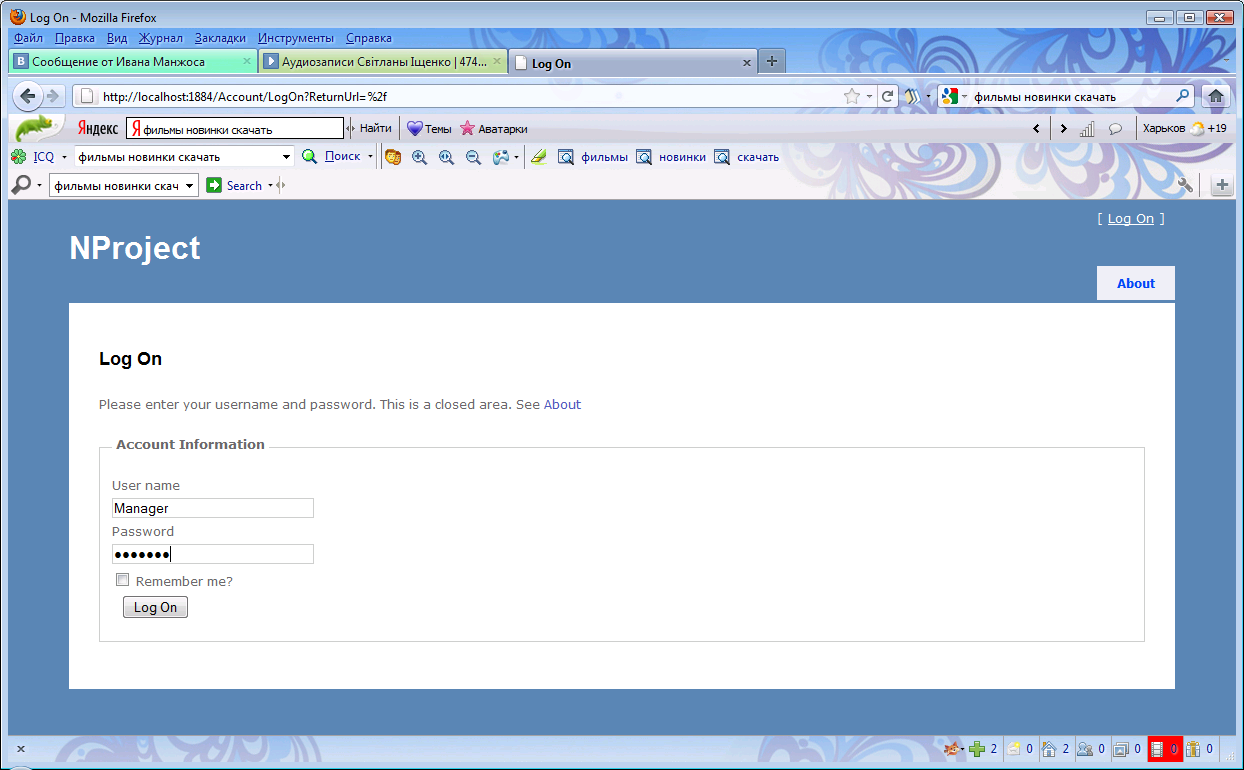 Log On - Mozilla Firefox
Файл Правка Вид Журнал Закладки Инструменты Справка
Сообщение от Ивана Манжоса
Аудиозаписи Світланы Іщенко | 474...
Log On
http://localhost:1884/Account/LogOn?ReturnUrl=%2f
фильмы новинки скачать
Яндекс
Я фильмы новинки скачать
Найти
Темы
Аватарки
Харьков
+19
ICQ
фильмы новинки скачать
Поиск
фильмы
новинки
скачать
фильмы новинки скач
Search
[ Log On ]
NProject
About
Log On
Please enter your username and password. This is a closed area. See About
Account Information
User name
Manager
Password
•••••••
Remember me?
Log On
2 0 2 0 0 0 0